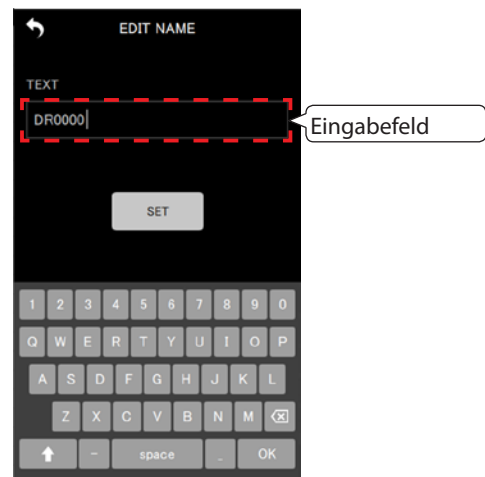 EDIT NAME
TEXT
DR0000
Eingabefeld
SET
1 2 3 4 5 6 7 8 9 0
Q W E R T Y U I O P
A S D F G H J K L
Z X C V B N M
- space _ OK